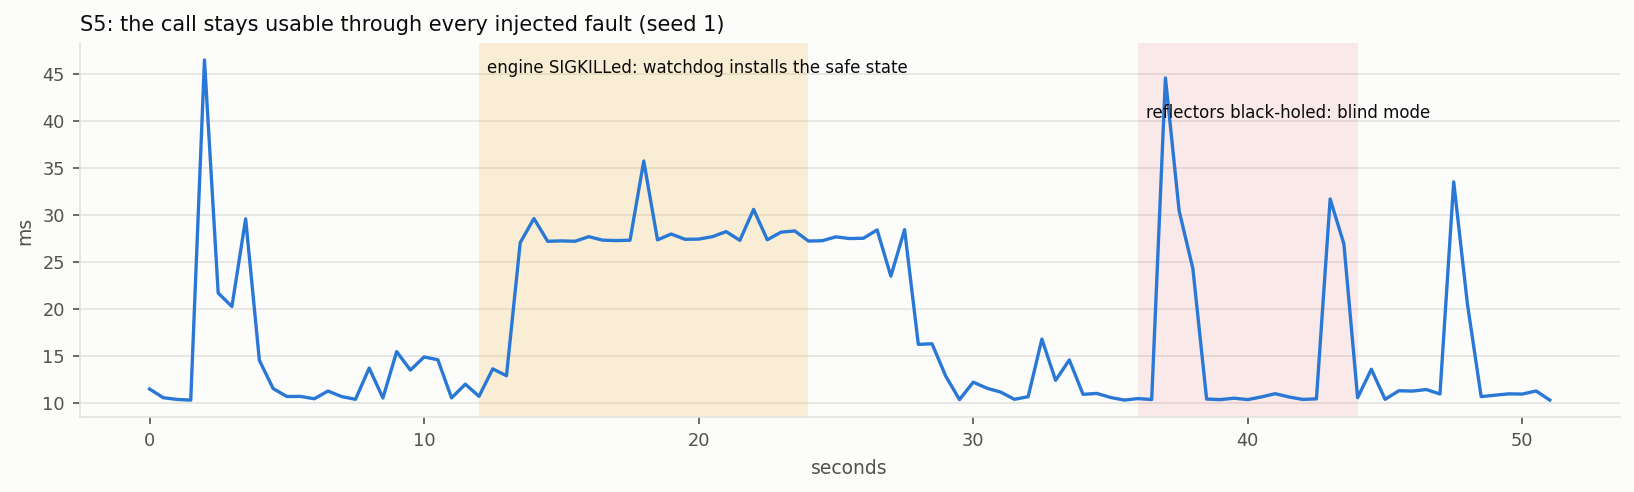 S5: the call stays usable through every injected fault (seed 1)
engine SIGKILLed: watchdog installs the safe state
reflectors black-holed: blind mode
ms
45
40
35
30
25
20
15
10
0 10 20 30 40 50
seconds